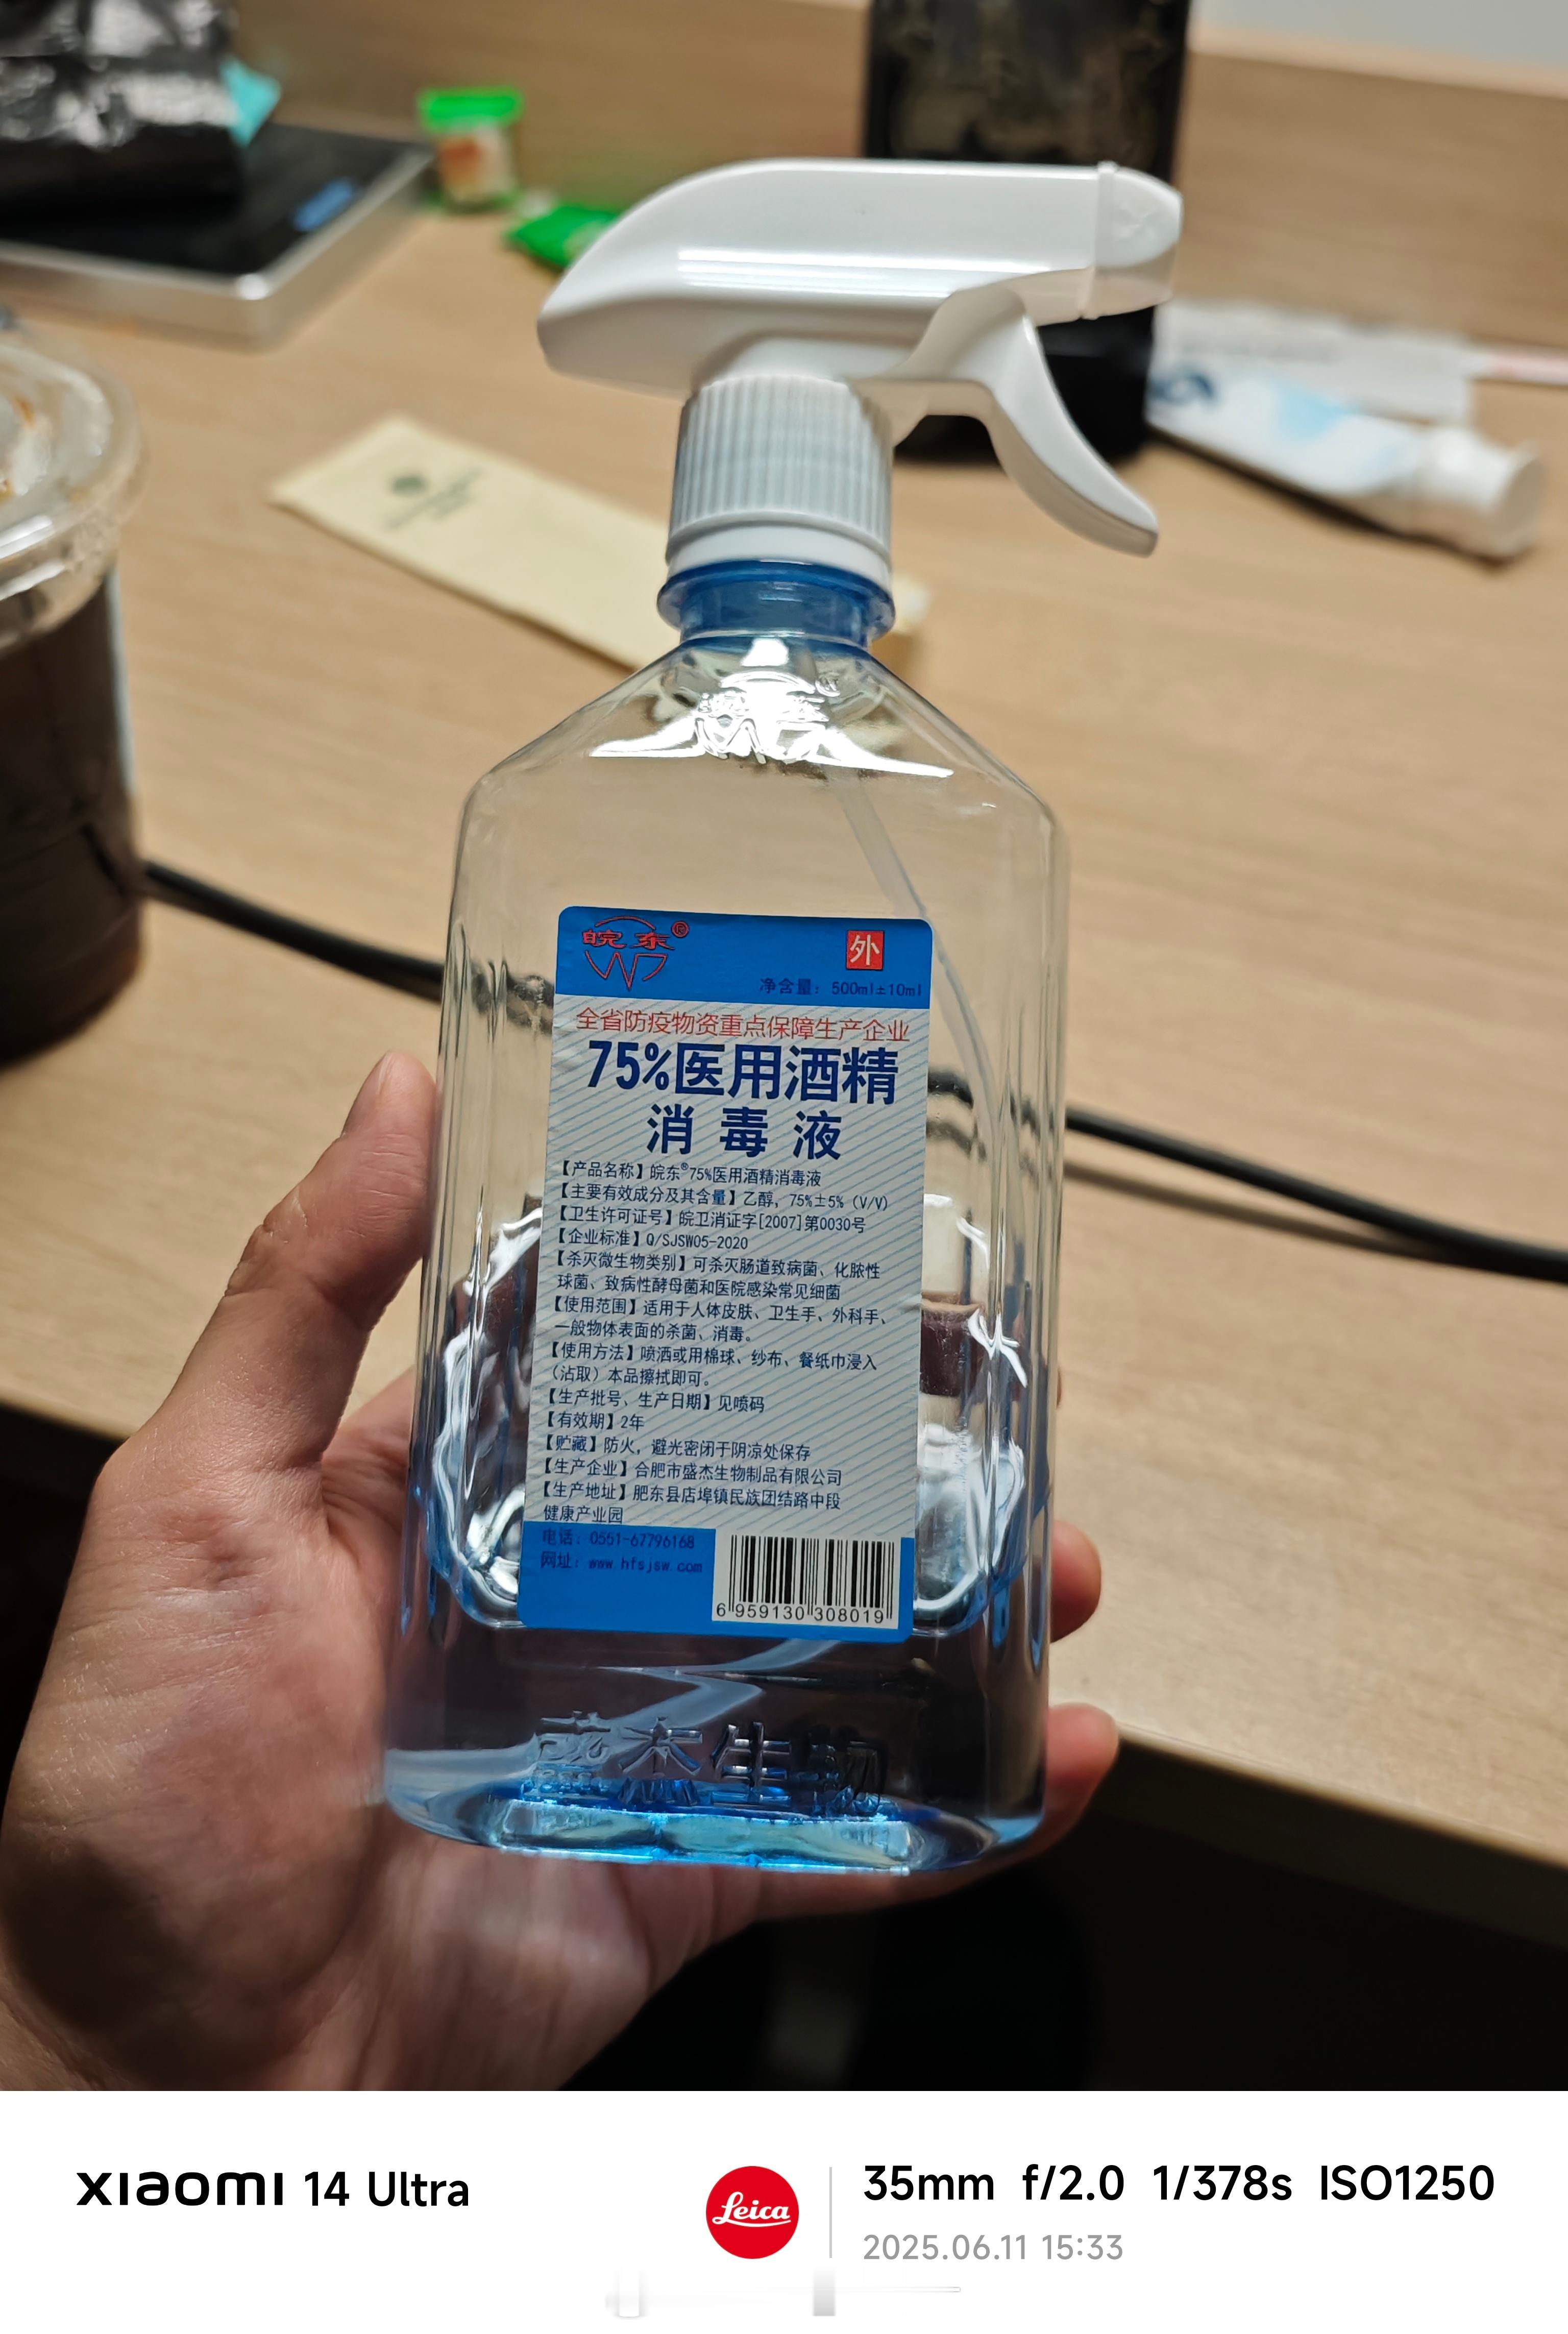 皖东®
外
净含量：500ml±10ml
全省防疫物资重点保障生产企业
75%医用酒精
消毒液
【产品名称】皖东®75%医用酒精消毒液
【主要有效成分及其含量】乙醇，75%±5%（V/V）
【卫生许可证号】皖卫消证字[2007]第0030号
【企业标准】Q/SJSW05-2020
【杀灭微生物类别】可杀灭肠道致病菌、化脓性
球菌、致病性酵母菌和医院感染常见细菌
【使用范围】适用于人体皮肤、卫生手、外科手、
一般物体表面的杀菌、消毒。
【使用方法】喷洒或用棉球、纱布、餐纸巾浸入
（沾取）本品擦拭即可。
【生产批号、生产日期】见喷码
【有效期】2年
【贮藏】防火，避光密闭于阴凉处保存
【生产企业】合肥市盛杰生物制品有限公司
【生产地址】肥东县店埠镇民族团结路中段
健康产业园
电话：0551-67796168
网址：www.hfsjsw.com
6 959130 308019
盛杰生物
xiaomi 14 Ultra
Leica
35mm f/2.0 1/378s ISO1250
2025.06.11 15:33